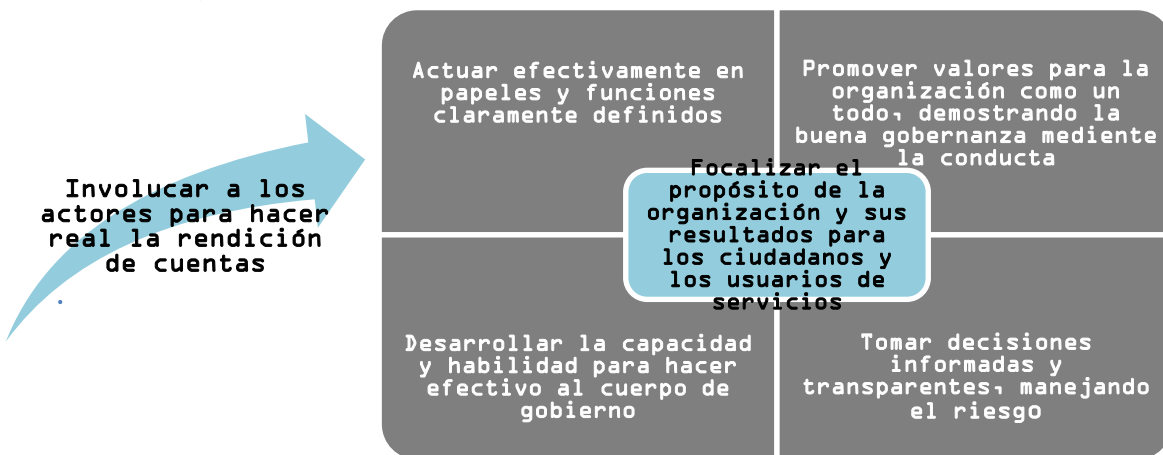 Involucar a los
actores para hacer
real la rendición
de cuentas
Actuar efectivamente en
papeles y funciones
claramente definidos
Promover valores para la
organización como un
todo, demostrando la
buena gobernanza mediente
la conducta
Focalizar el
propósito de la
organización y sus
resultados para
los ciudadanos y
los usuarios de
servicios
Desarrollar la capacidad
y habilidad para hacer
efectivo al cuerpo de
gobierno
Tomar decisiones
informadas y
transparentes, manejando
el riesgo